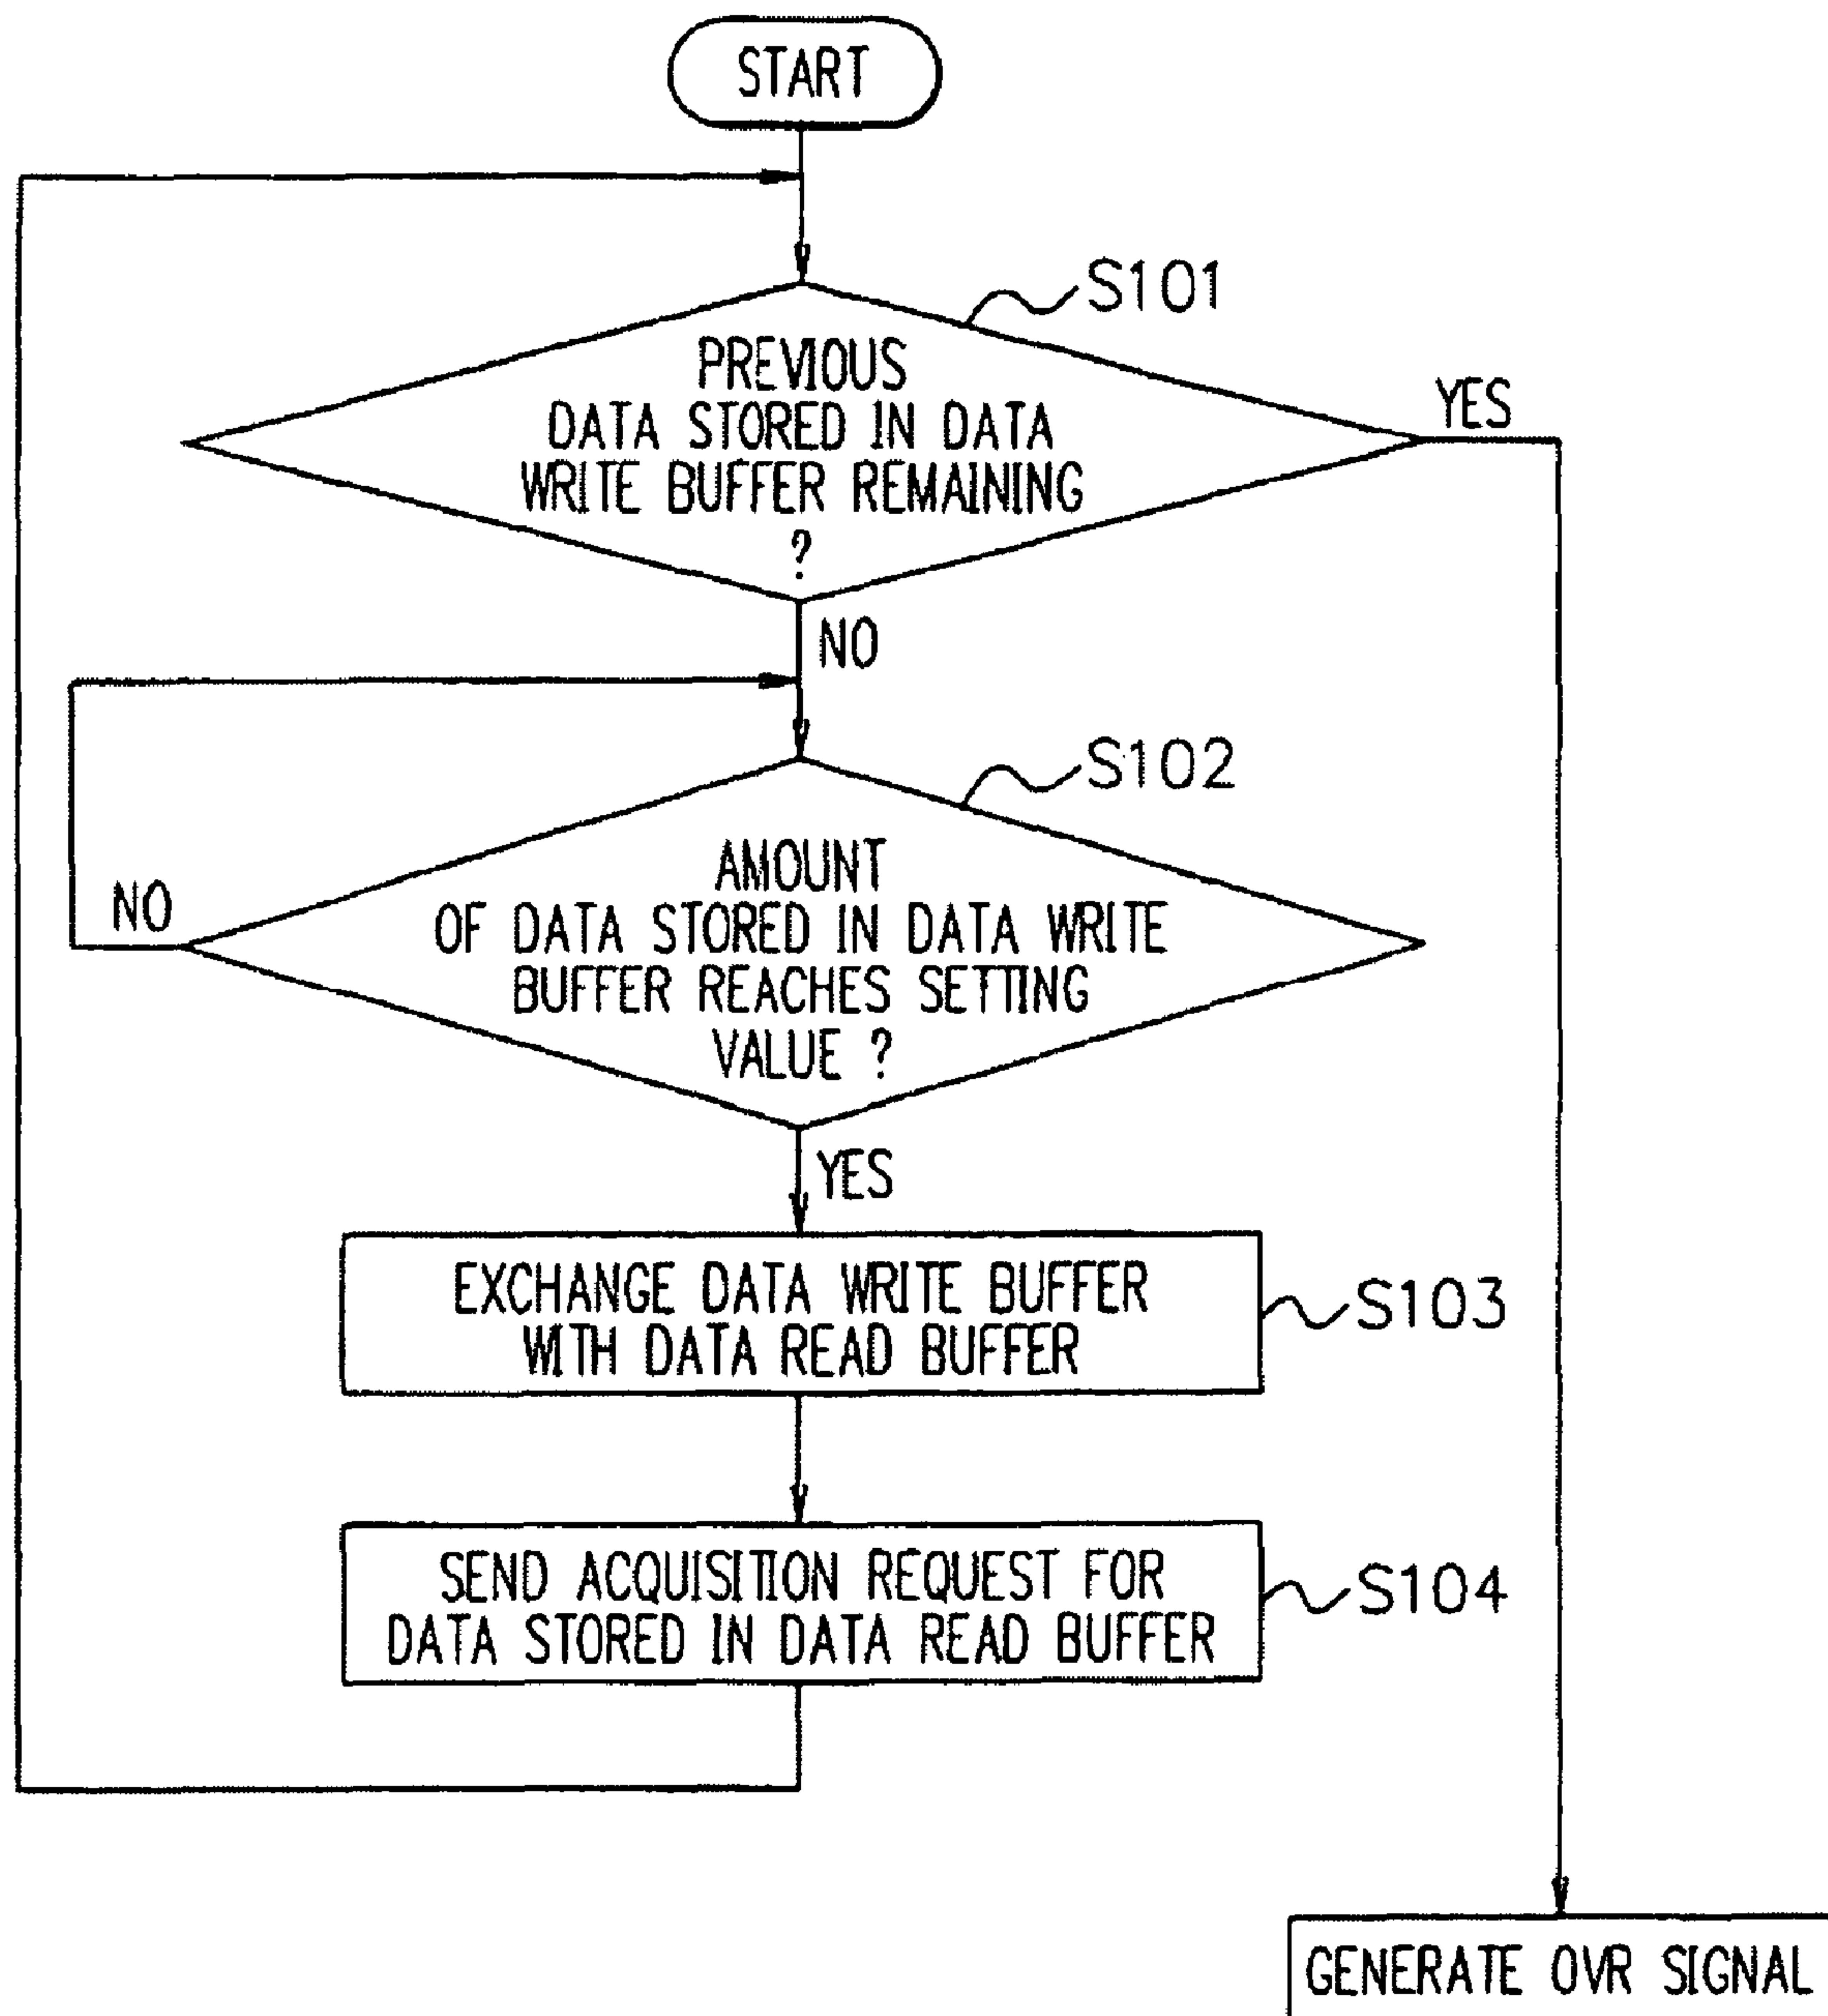 START
S101
PREVIOUS
DATA STORED IN DATA
WRITE BUFFER REMAINING
?
YES
NO
S102
AMOUNT
OF DATA STORED IN DATA WRITE
BUFFER REACHES SETTING
VALUE ?
NO
YES
EXCHANGE DATA WRITE BUFFER
WITH DATA READ BUFFER
S103
SEND ACQUISITION REQUEST FOR
DATA STORED IN DATA READ BUFFER
S104
GENERATE OVR SIGNAL